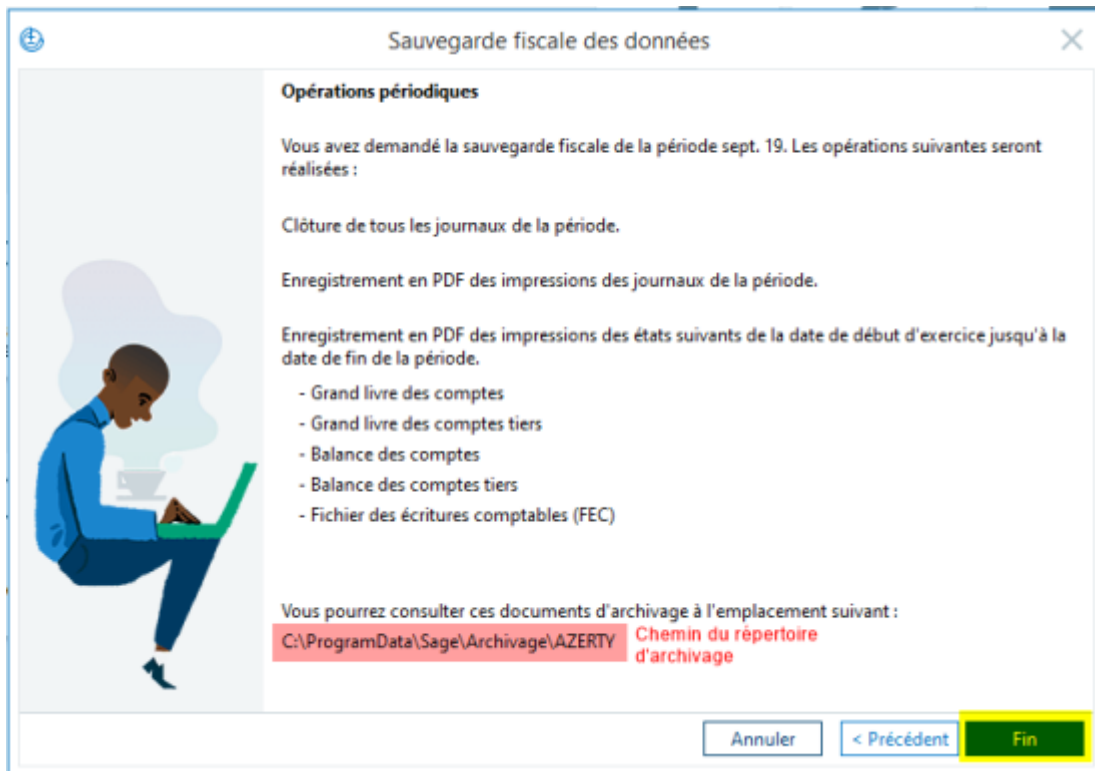 Sauvegarde fiscale des données
Opérations périodiques
Vous avez demandé la sauvegarde fiscale de la période sept. 19. Les opérations suivantes seront
réalisées :
Clôture de tous les journaux de la période.
Enregistrement en PDF des impressions des journaux de la période.
Enregistrement en PDF des impressions des états suivants de la date de début d'exercice jusqu'à la
date de fin de la période.
- Grand livre des comptes
- Grand livre des comptes tiers
- Balance des comptes
- Balance des comptes tiers
- Fichier des écritures comptables (FEC)
Vous pourrez consulter ces documents d'archivage à l'emplacement suivant :
C:\ProgramData\Sage\Archivage\AZERTY
Chemin du répertoire
d'archivage
Annuler
< Précédent
Fin